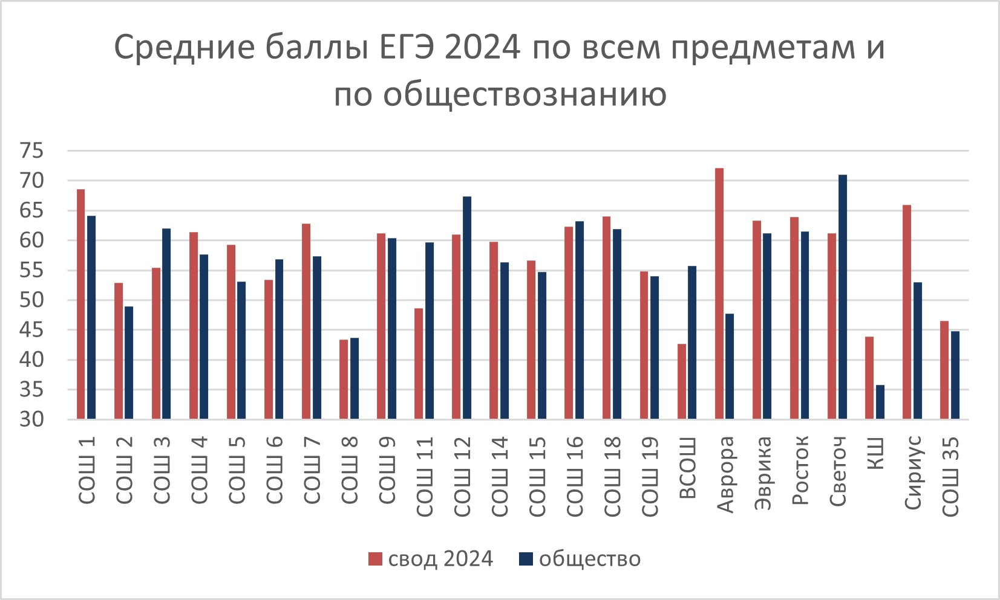 Средние баллы ЕГЭ 2024 по всем предметам и
по обществознанию
75
70
65
60
55
50
45
40
35
30
СОШ 1
СОШ 2
СОШ 3
СОШ 4
СОШ 5
СОШ 6
СОШ 7
СОШ 8
СОШ 9
СОШ 11
СОШ 12
СОШ 14
СОШ 15
СОШ 16
СОШ 18
СОШ 19
ВСОШ
Аврора
Эврика
Росток
Светоч
КШ
Сириус
СОШ 35
свод 2024
общество